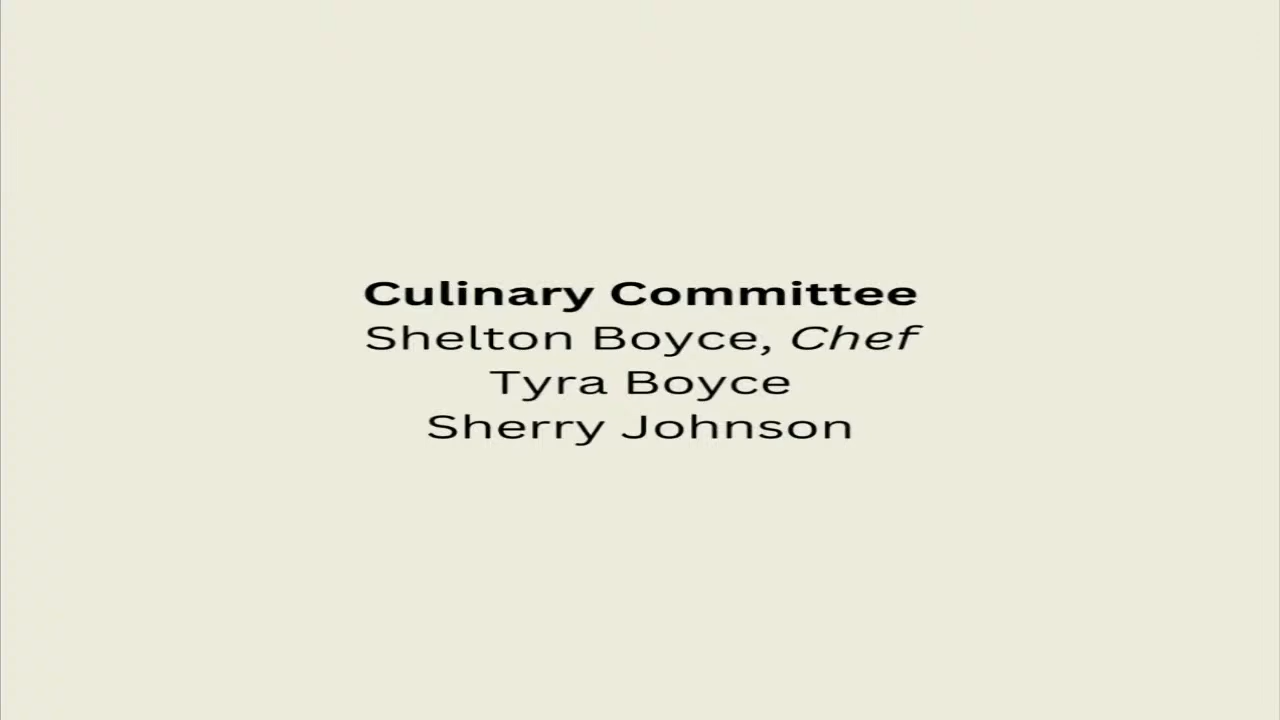 Culinary Committee
Shelton Boyce, Chef
Tyra Boyce
Sherry Johnson